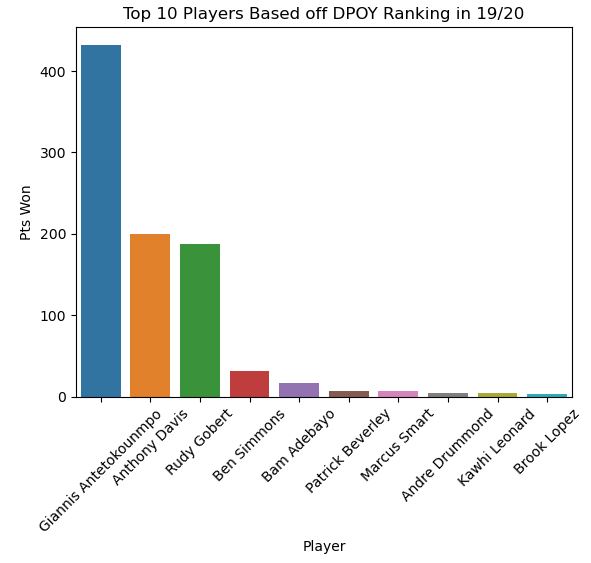 Top 10 Players Based off DPOY Ranking in 19/20
Pts Won
400
300
200
100
0
Giannis Antetokounmpo
Anthony Davis
Rudy Gobert
Ben Simmons
Bam Adebayo
Patrick Beverley
Marcus Smart
Andre Drummond
Kawhi Leonard
Brook Lopez
Player